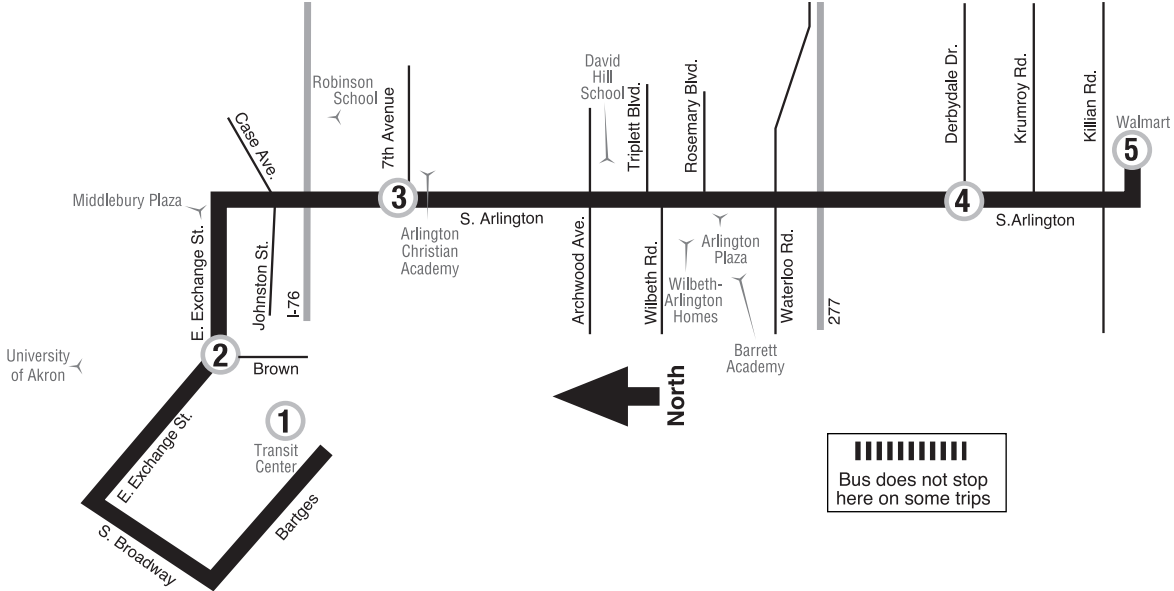 Robinson
School
7th Avenue
Case Ave.
David
Hill
School
Triplett Blvd.
Rosemary Blvd.
Derbydale Dr.
Krumroy Rd.
Killian Rd.
Walmart
5
Middlebury Plaza
3
4
S. Arlington
S.Arlington
E. Exchange St.
Johnston St.
I-76
Arlington
Christian
Academy
Archwood Ave.
Wilbeth Rd.
Arlington
Plaza
Wilbeth-
Arlington
Homes
Waterloo Rd.
277
Barrett
Academy
University
of Akron
2
Brown
1
Transit
Center
E. Exchange St.
S. Broadway
Bartges
North
Bus does not stop
here on some trips